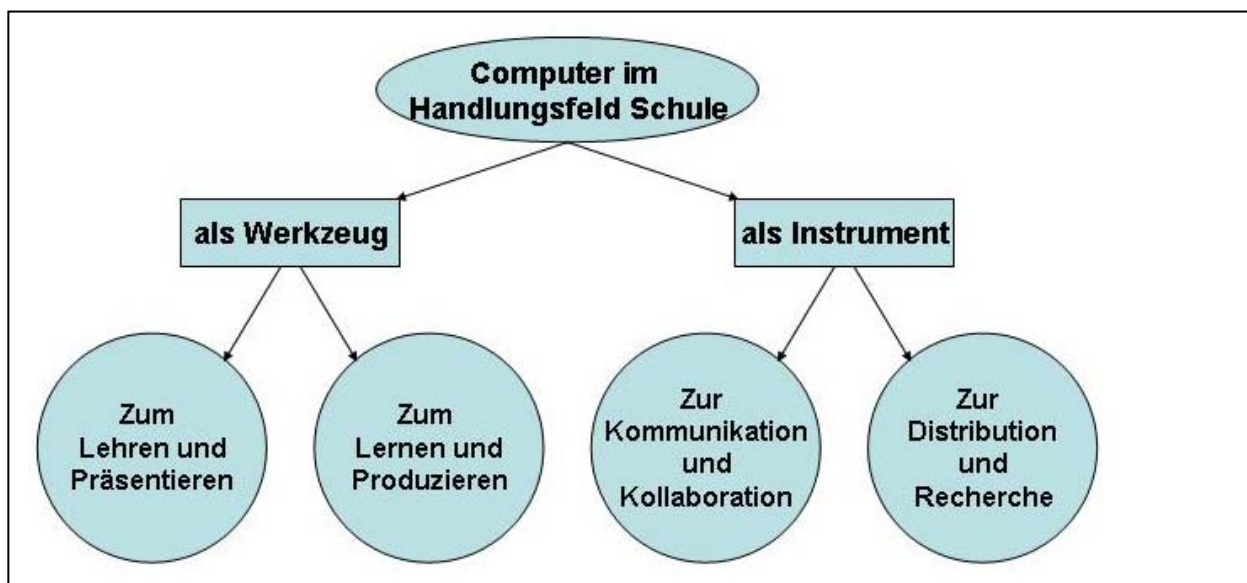 Computer im
Handlungsfeld Schule
als Werkzeug
als Instrument
Zum
Lehren und
Präsentieren
Zum
Lernen und
Produzieren
Zur
Kommunikation
und
Kollaboration
Zur
Distribution
und
Recherche